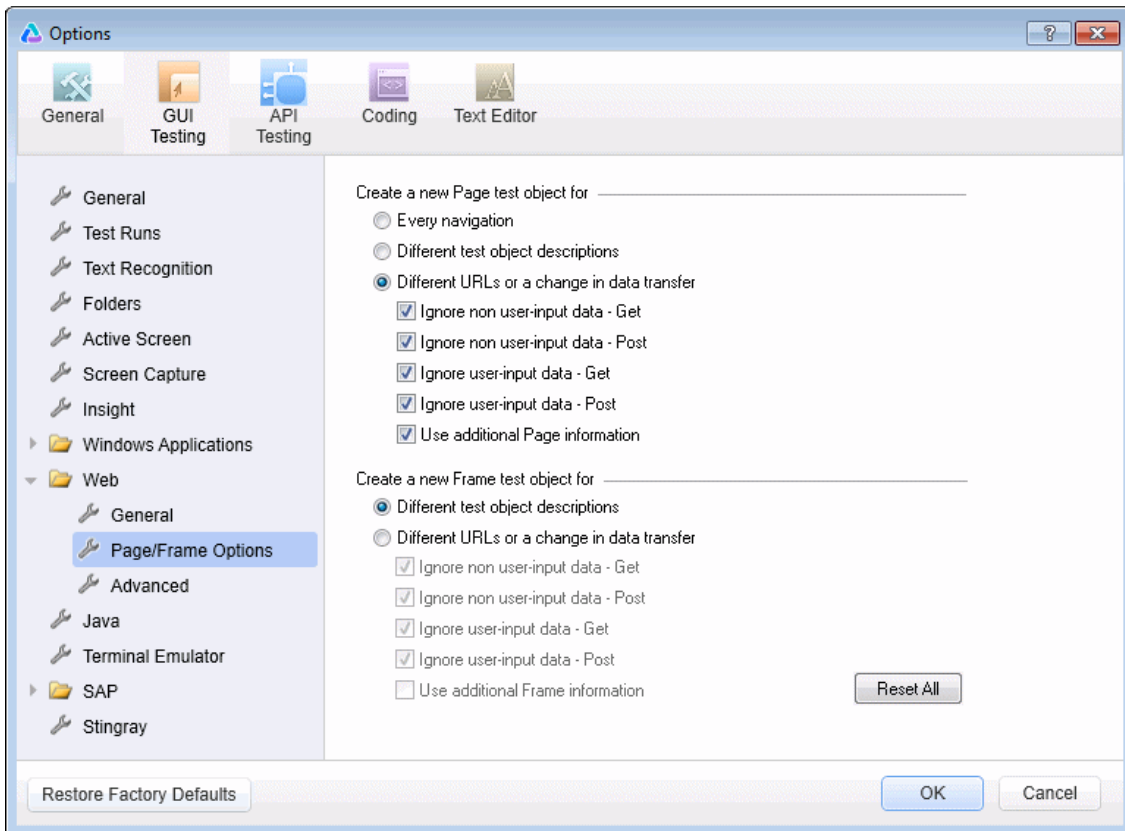 Options
General
GUI
Testing
API
Testing
Coding
Text Editor
General
Test Runs
Text Recognition
Folders
Active Screen
Screen Capture
Insight
Windows Applications
Web
General
Page/Frame Options
Advanced
Java
Terminal Emulator
SAP
Stingray
Create a new Page test object for
Every navigation
Different test object descriptions
Different URLs or a change in data transfer
Ignore non user-input data - Get
Ignore non user-input data - Post
Ignore user-input data - Get
Ignore user-input data - Post
Use additional Page information
Create a new Frame test object for
Different test object descriptions
Different URLs or a change in data transfer
Ignore non user-input data - Get
Ignore non user-input data - Post
Ignore user-input data - Get
Ignore user-input data - Post
Use additional Frame information
Reset All
Restore Factory Defaults
OK
Cancel